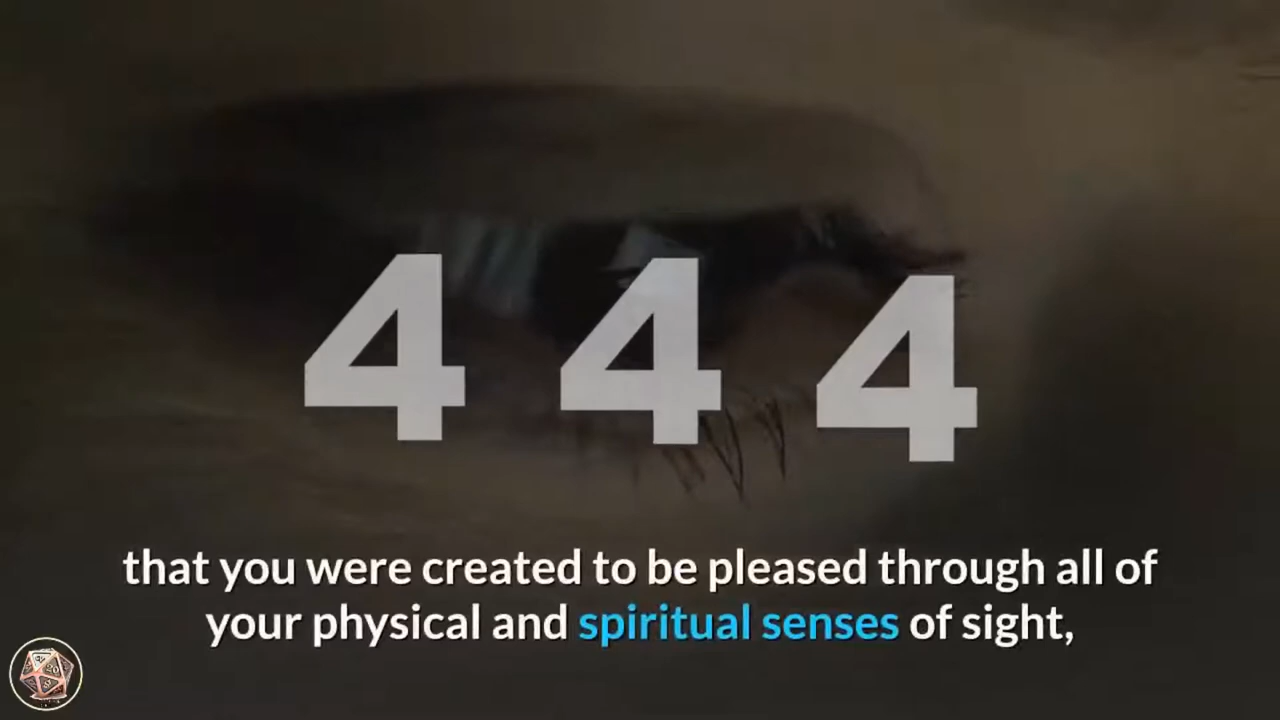 4 4 4
that you were created to be pleased through all of
your physical and spiritual senses of sight,